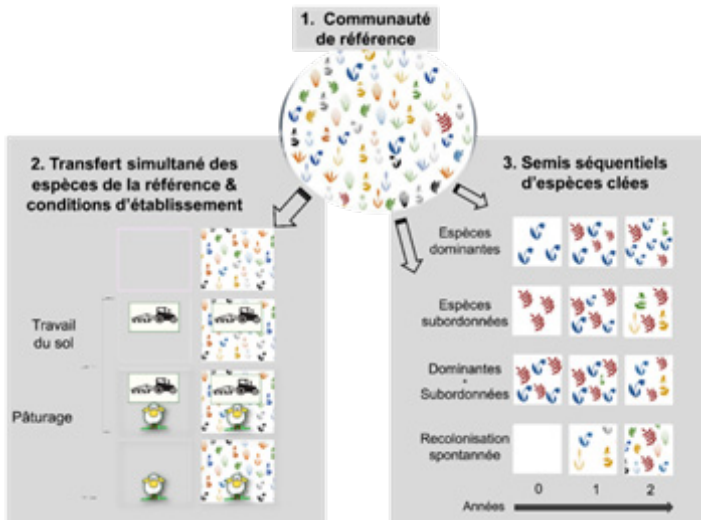 1. Communauté
de référence
2. Transfert simultané des
espèces de la référence &
conditions d'établissement
Travail
du sol
Pâturage
3. Semis séquentiels
d'espèces clées
Espèces
dominantes
Espèces
subordonnées
Dominantes
+
Subordonnées
Recolonisation
spontannée
0 1 2
Années